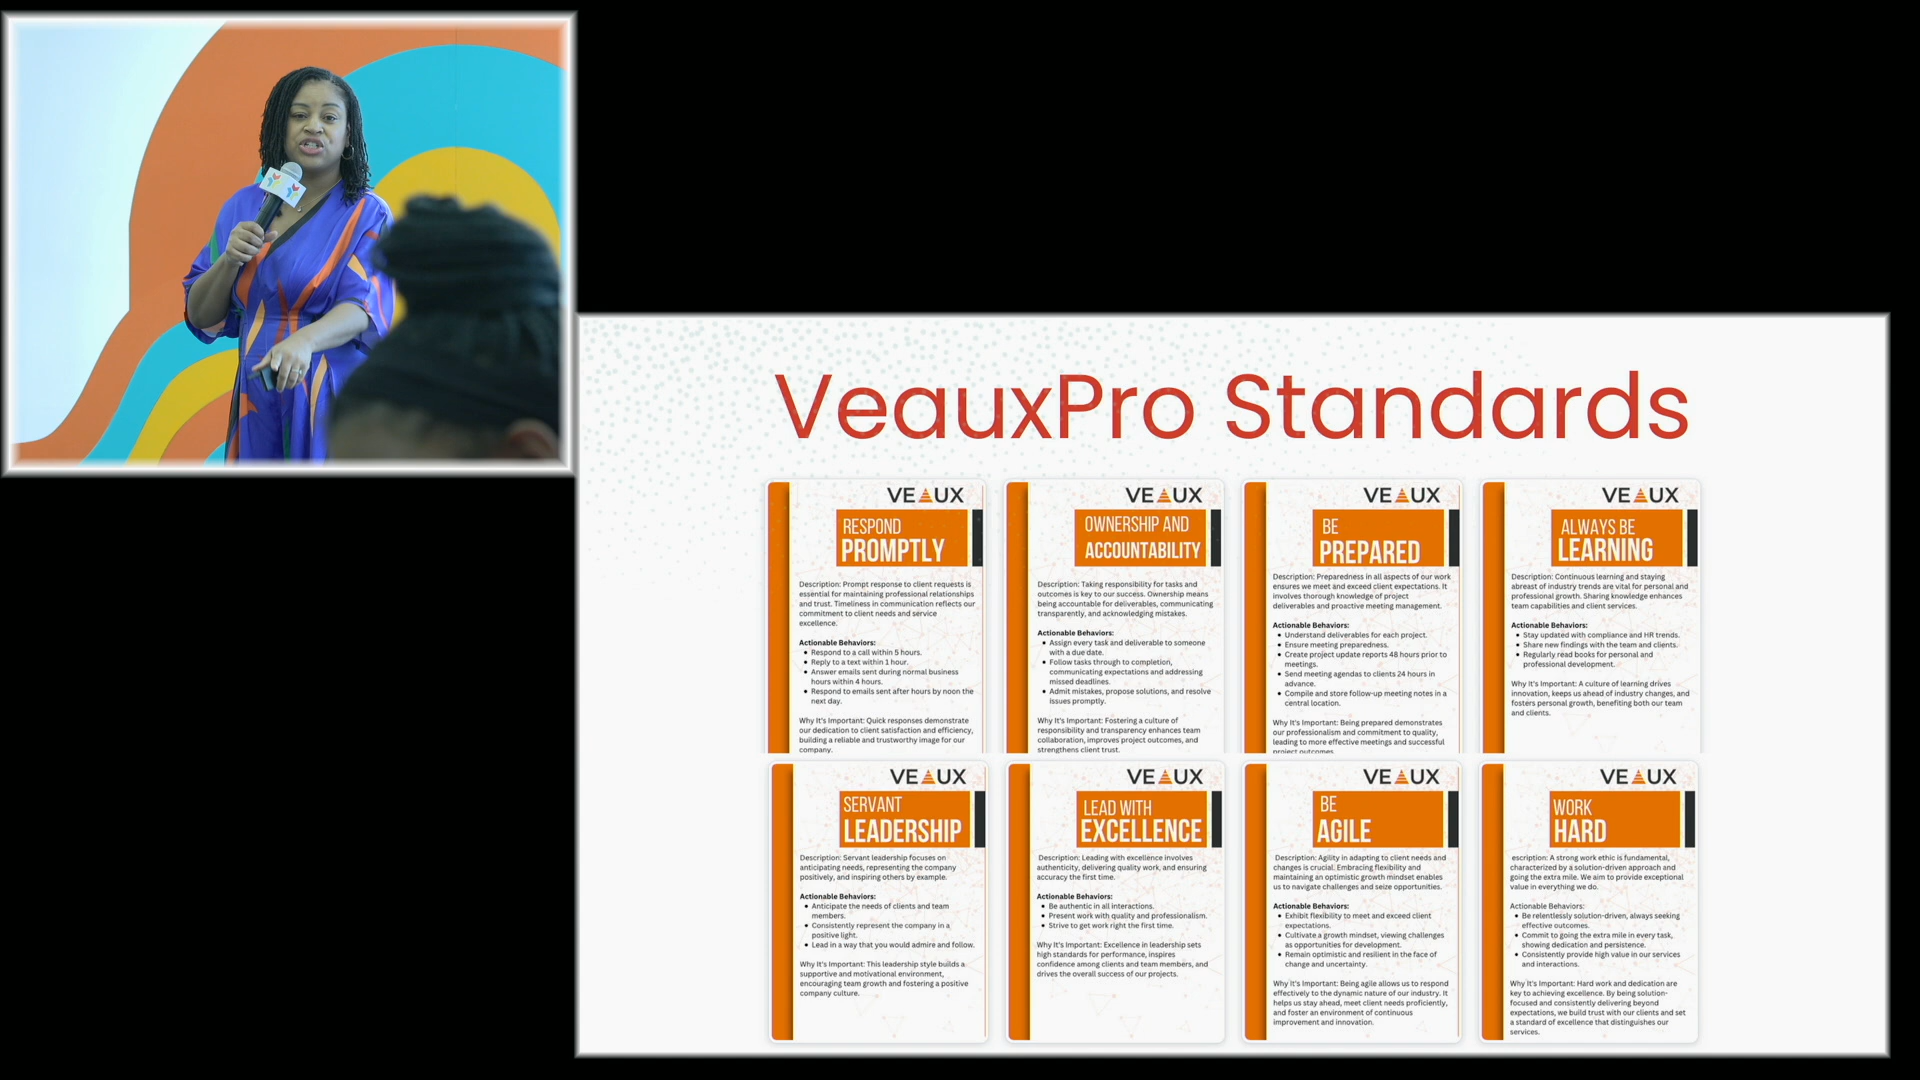 VeauxPro Standards
VEAUX
RESPOND
PROMPTLY
Description: Prompt response to client requests is
essential for maintaining professional relationships
and trust. Timeliness in communication reflects our
commitment to client needs and service
excellence.
Actionable Behaviors:
• Respond to a call within 5 hours.
• Reply to a text within 1 hour.
• Answer emails sent during normal business
hours within 4 hours.
• Respond to emails sent after hours by noon the
next day.
Why It's Important: Quick responses demonstrate
our dedication to client satisfaction and efficiency,
building a reliable and trustworthy image for our
company.
VEAUX
OWNERSHIP AND
ACCOUNTABILITY
Description: Taking responsibility for tasks and
outcomes is key to our success. Ownership means
being accountable for deliverables, communicating
transparently, and acknowledging mistakes.
Actionable Behaviors:
• Assign every task and deliverable to someone
with a due date.
• Follow tasks through to completion,
communicating expectations and addressing
missed deadlines.
• Admit mistakes, propose solutions, and resolve
issues promptly.
Why It's Important: Fostering a culture of
responsibility and transparency enhances team
collaboration, improves project outcomes, and
strengthens client trust.
VEAUX
BE
PREPARED
Description: Preparedness in all aspects of our work
ensures we meet and exceed client expectations. It
involves thorough knowledge of project
deliverables and proactive meeting management.
Actionable Behaviors:
• Understand deliverables for each project.
• Ensure meeting preparedness.
• Create project update reports 48 hours prior to
meetings.
• Send meeting agendas to clients 24 hours in
advance.
• Compile and store follow-up meeting notes in a
central location.
Why It's Important: Being prepared demonstrates
our professionalism and commitment to quality,
leading to more effective meetings and successful
project outcomes.
VEAUX
ALWAYS BE
LEARNING
Description: Continuous learning and staying
abreast of industry trends are vital for personal and
professional growth. Sharing knowledge enhances
team capabilities and client services.
Actionable Behaviors:
• Stay updated with compliance and HR trends.
• Share new findings with the team and clients.
• Regularly read books for personal and
professional development.
Why It's Important: A culture of learning drives
innovation, keeps us ahead of industry changes, and
fosters personal growth, benefiting both our team
and clients.
VEAUX
SERVANT
LEADERSHIP
Description: Servant leadership focuses on
anticipating needs, representing the company
positively, and inspiring others by example.
Actionable Behaviors:
• Anticipate the needs of clients and team
members.
• Consistently represent the company in a
positive light.
• Lead in a way that you would admire and follow.
Why It's Important: This leadership style builds a
supportive and motivational environment,
encouraging team growth and fostering a positive
company culture.
VEAUX
LEAD WITH
EXCELLENCE
Description: Leading with excellence involves
authenticity, delivering quality work, and ensuring
accuracy the first time.
Actionable Behaviors:
• Be authentic in all interactions.
• Present work with quality and professionalism.
• Strive to get work right the first time.
Why It's Important: Excellence in leadership sets
high standards for performance, inspires
confidence among clients and team members, and
drives the overall success of our projects.
VEAUX
BE
AGILE
Description: Agility in adapting to client needs and
changes is crucial. Embracing flexibility and
maintaining an optimistic growth mindset enables
us to navigate challenges and seize opportunities.
Actionable Behaviors:
• Exhibit flexibility to meet and exceed client
expectations.
• Cultivate a growth mindset, viewing challenges
as opportunities for development.
• Remain optimistic and resilient in the face of
change and uncertainty.
Why It's Important: Being agile allows us to respond
effectively to the dynamic nature of our industry. It
helps us stay ahead, meet client needs proficiently,
and foster an environment of continuous
improvement and innovation.
VEAUX
WORK
HARD
escription: A strong work ethic is fundamental,
characterized by a solution-driven approach and
going the extra mile. We aim to provide exceptional
value in everything we do.
Actionable Behaviors:
• Be relentlessly solution-driven, always seeking
effective outcomes.
• Commit to going the extra mile in every task,
showing dedication and persistence.
• Consistently provide high value in our services
and interactions.
Why It's Important: Hard work and dedication are
key to achieving excellence. By being solution-
focused and consistently delivering beyond
expectations, we build trust with our clients and set
a standard of excellence that distinguishes our
services.